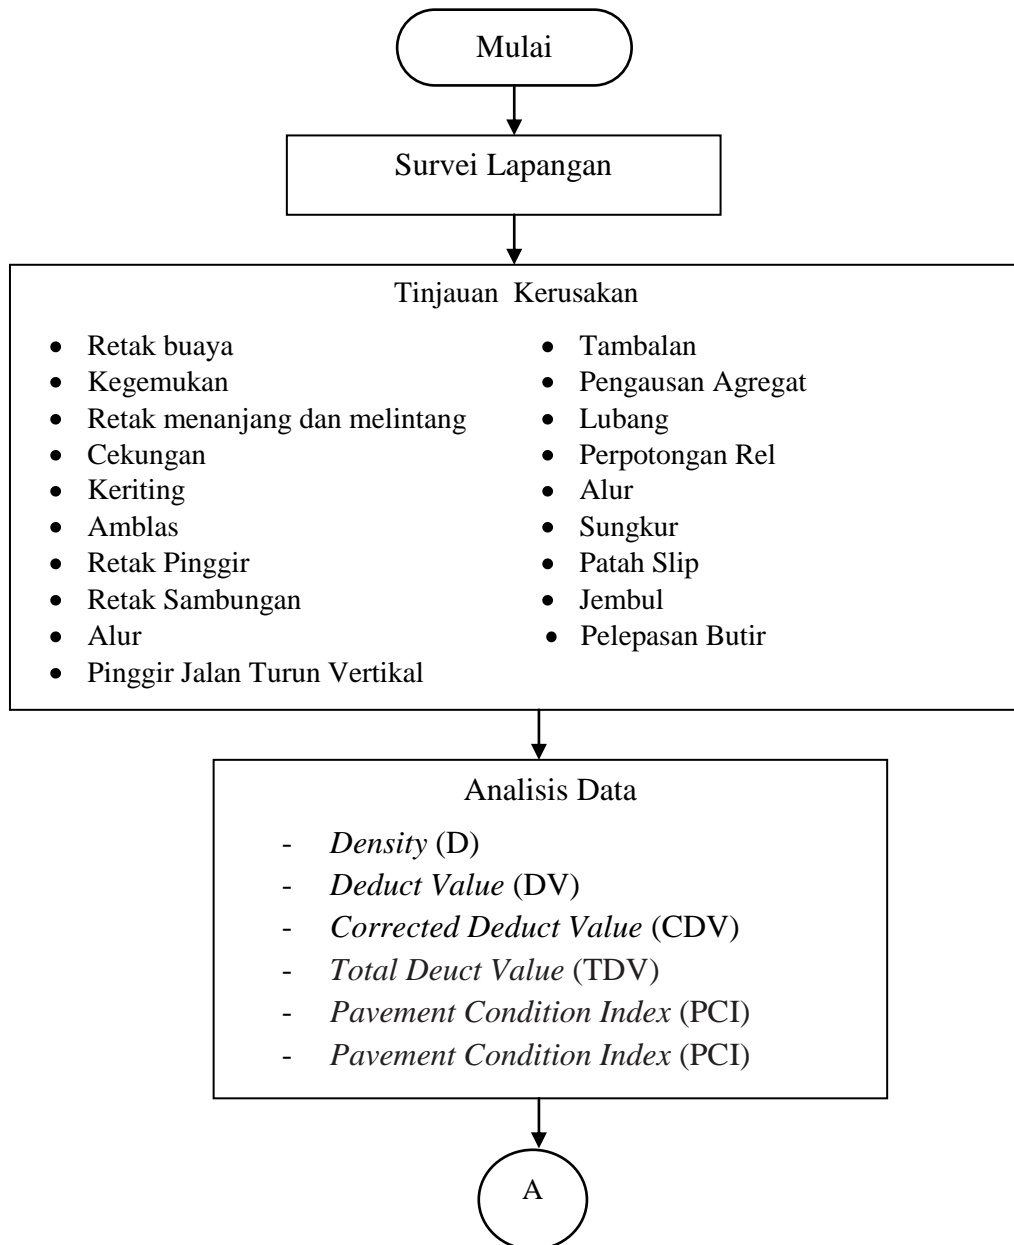 Mulai
Survei Lapangan
Tinjauan Kerusakan
• Retak buaya
• Kegemukan
• Retak menanjang dan melintang
• Cekungan
• Keriting
• Amblas
• Retak Pinggir
• Retak Sambungan
• Alur
• Pinggir Jalan Turun Vertikal
• Tambalan
• Pengausan Agregat
• Lubang
• Perpotongan Rel
• Alur
• Sungkur
• Patah Slip
• Jembul
• Pelepasan Butir
Analisis Data
- Density (D)
- Deduct Value (DV)
- Corrected Deduct Value (CDV)
- Total Deuct Value (TDV)
- Pavement Condition Index (PCI)
- Pavement Condition Index (PCI)
A